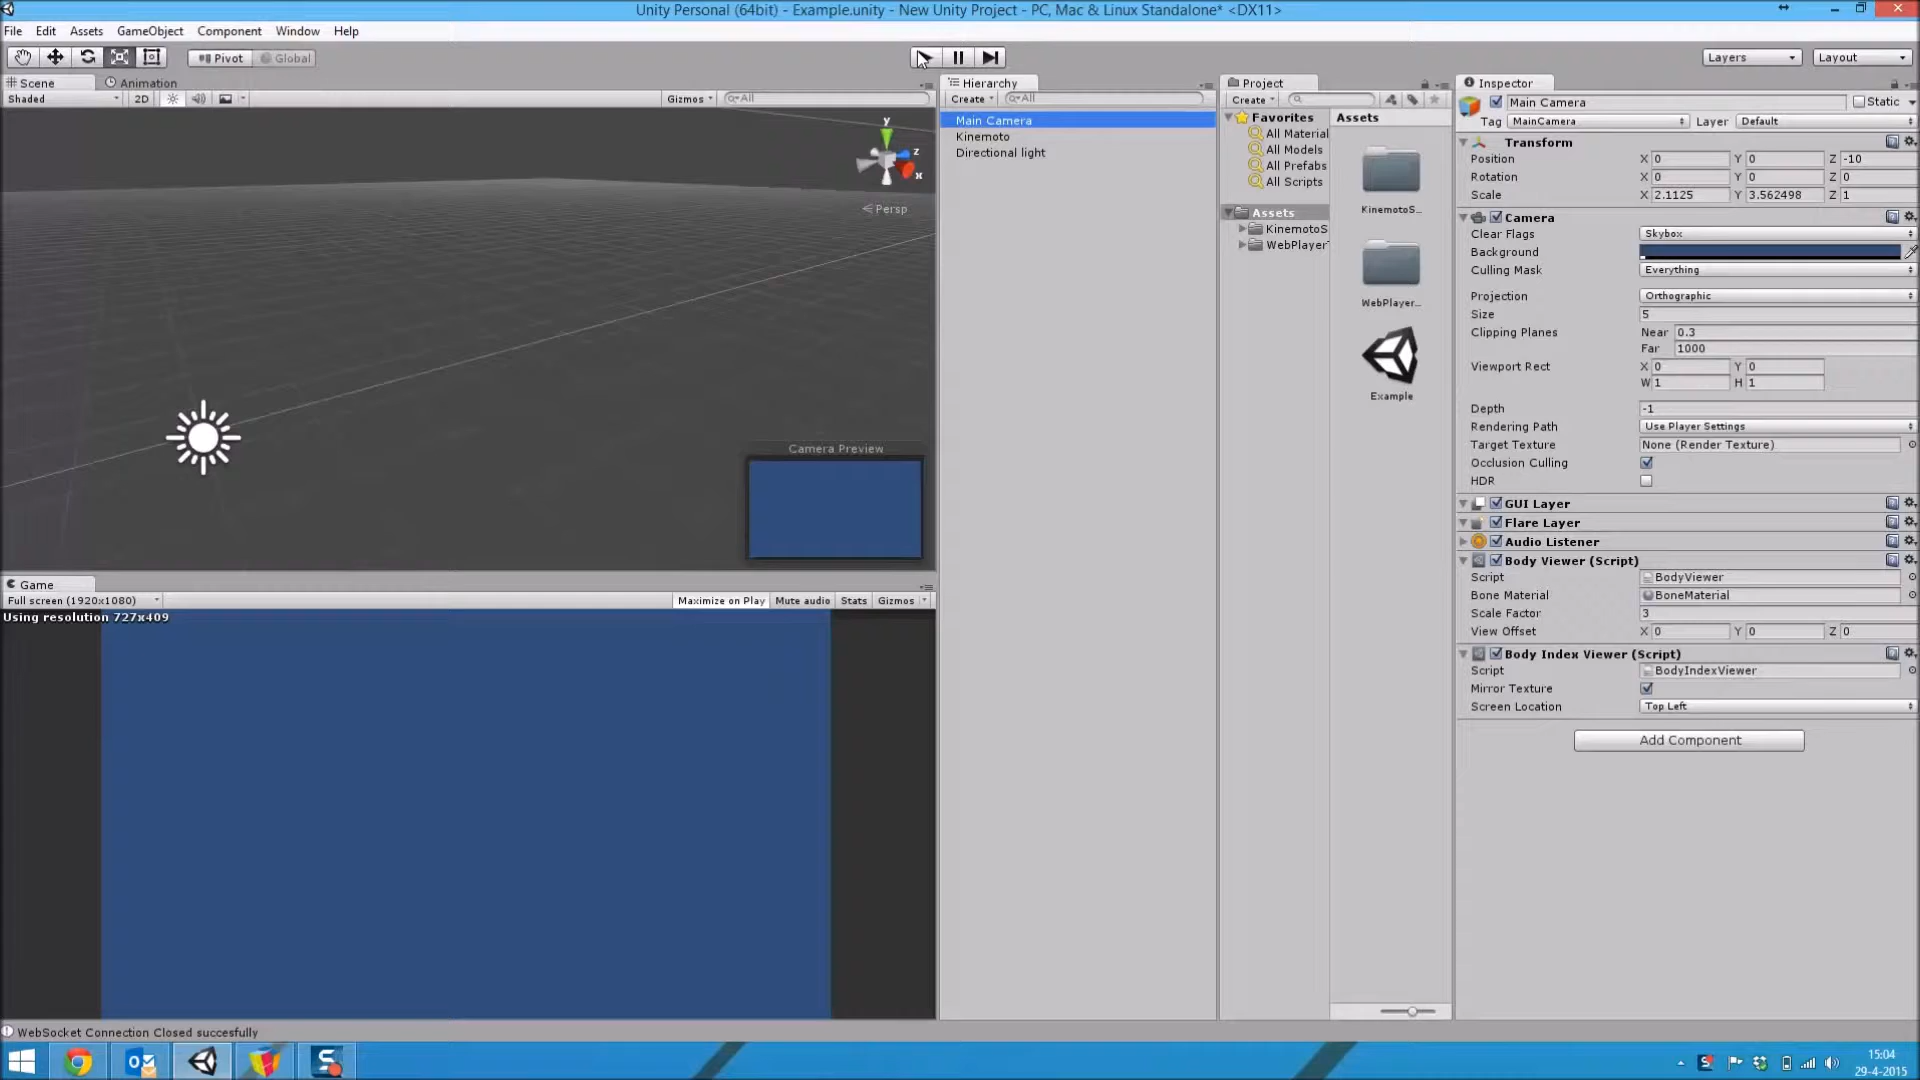 Unity Personal (64bit) - Example.unity - New Unity Project - PC, Mac & Linux Standalone* <DX11>
File Edit Assets GameObject Component Window Help
Pivot Global
Layers Layout
Scene Animation
Shaded 2D Gizmos All
y
z
x
Persp
Camera Preview
Game
Full screen (1920x1080) Maximize on Play Mute audio Stats Gizmos
Using resolution 727x409
Hierarchy
Create All
Main Camera
Kinemoto
Directional light
Project
Create
Favorites
All Material
All Models
All Prefabs
All Scripts
Assets
KinemotoS
WebPlayer
Assets
KinemotoS...
WebPlayer...
Example
Inspector
Main Camera Static
Tag MainCamera Layer Default
Transform
Position X 0 Y 0 Z -10
Rotation X 0 Y 0 Z 0
Scale X 2.1125 Y 3.562498 Z 1
Camera
Clear Flags Skybox
Background
Culling Mask Everything
Projection Orthographic
Size 5
Clipping Planes Near 0.3
Far 1000
Viewport Rect X 0 Y 0
W 1 H 1
Depth -1
Rendering Path Use Player Settings
Target Texture None (Render Texture)
Occlusion Culling
HDR
GUI Layer
Flare Layer
Audio Listener
Body Viewer (Script)
Script BodyViewer
Bone Material BoneMaterial
Scale Factor 3
View Offset X 0 Y 0 Z 0
Body Index Viewer (Script)
Script BodyIndexViewer
Mirror Texture
Screen Location Top Left
Add Component
WebSocket Connection Closed succesfully
15:04
29-4-2015